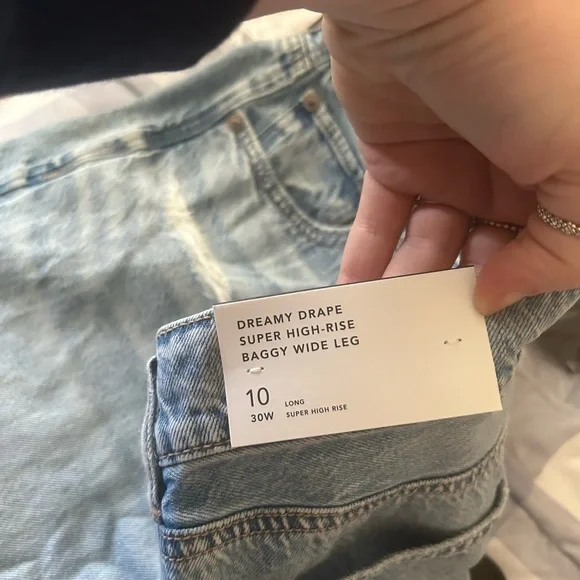 DREAMY DRAPE
SUPER HIGH-RISE
BAGGY WIDE LEG
10 LONG
30W SUPER HIGH RISE